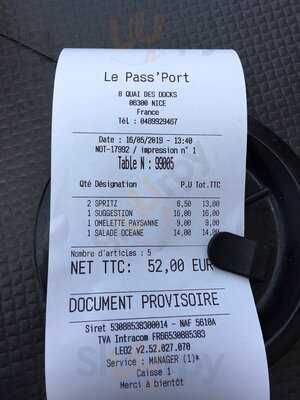 Le Pass'Port
8 QUAI DES DOCKS
06300 NICE
France
Tél : 0489929467
Date : 16/05/2019 - 13:40
NOT-17992 / impression n° 1
Table N : 99005
Qté Désignation P.U Tot.TTC
2 SPRITZ 6,50 13,00
1 SUGGESTION 16,00 16,00
1 OMELETTE PAYSANNE 9,00 9,00
1 SALADE OCEANE 14,00 14,00
Nombre d'articles : 5
NET TTC: 52,00 EUR
DOCUMENT PROVISOIRE
Siret 53088538300014 - NAF 5610A
TVA Intracom FR66530885383
LEO2 v2.52.027.070
Service : MANAGER (1)*
Caisse 1
Merci à bientôt